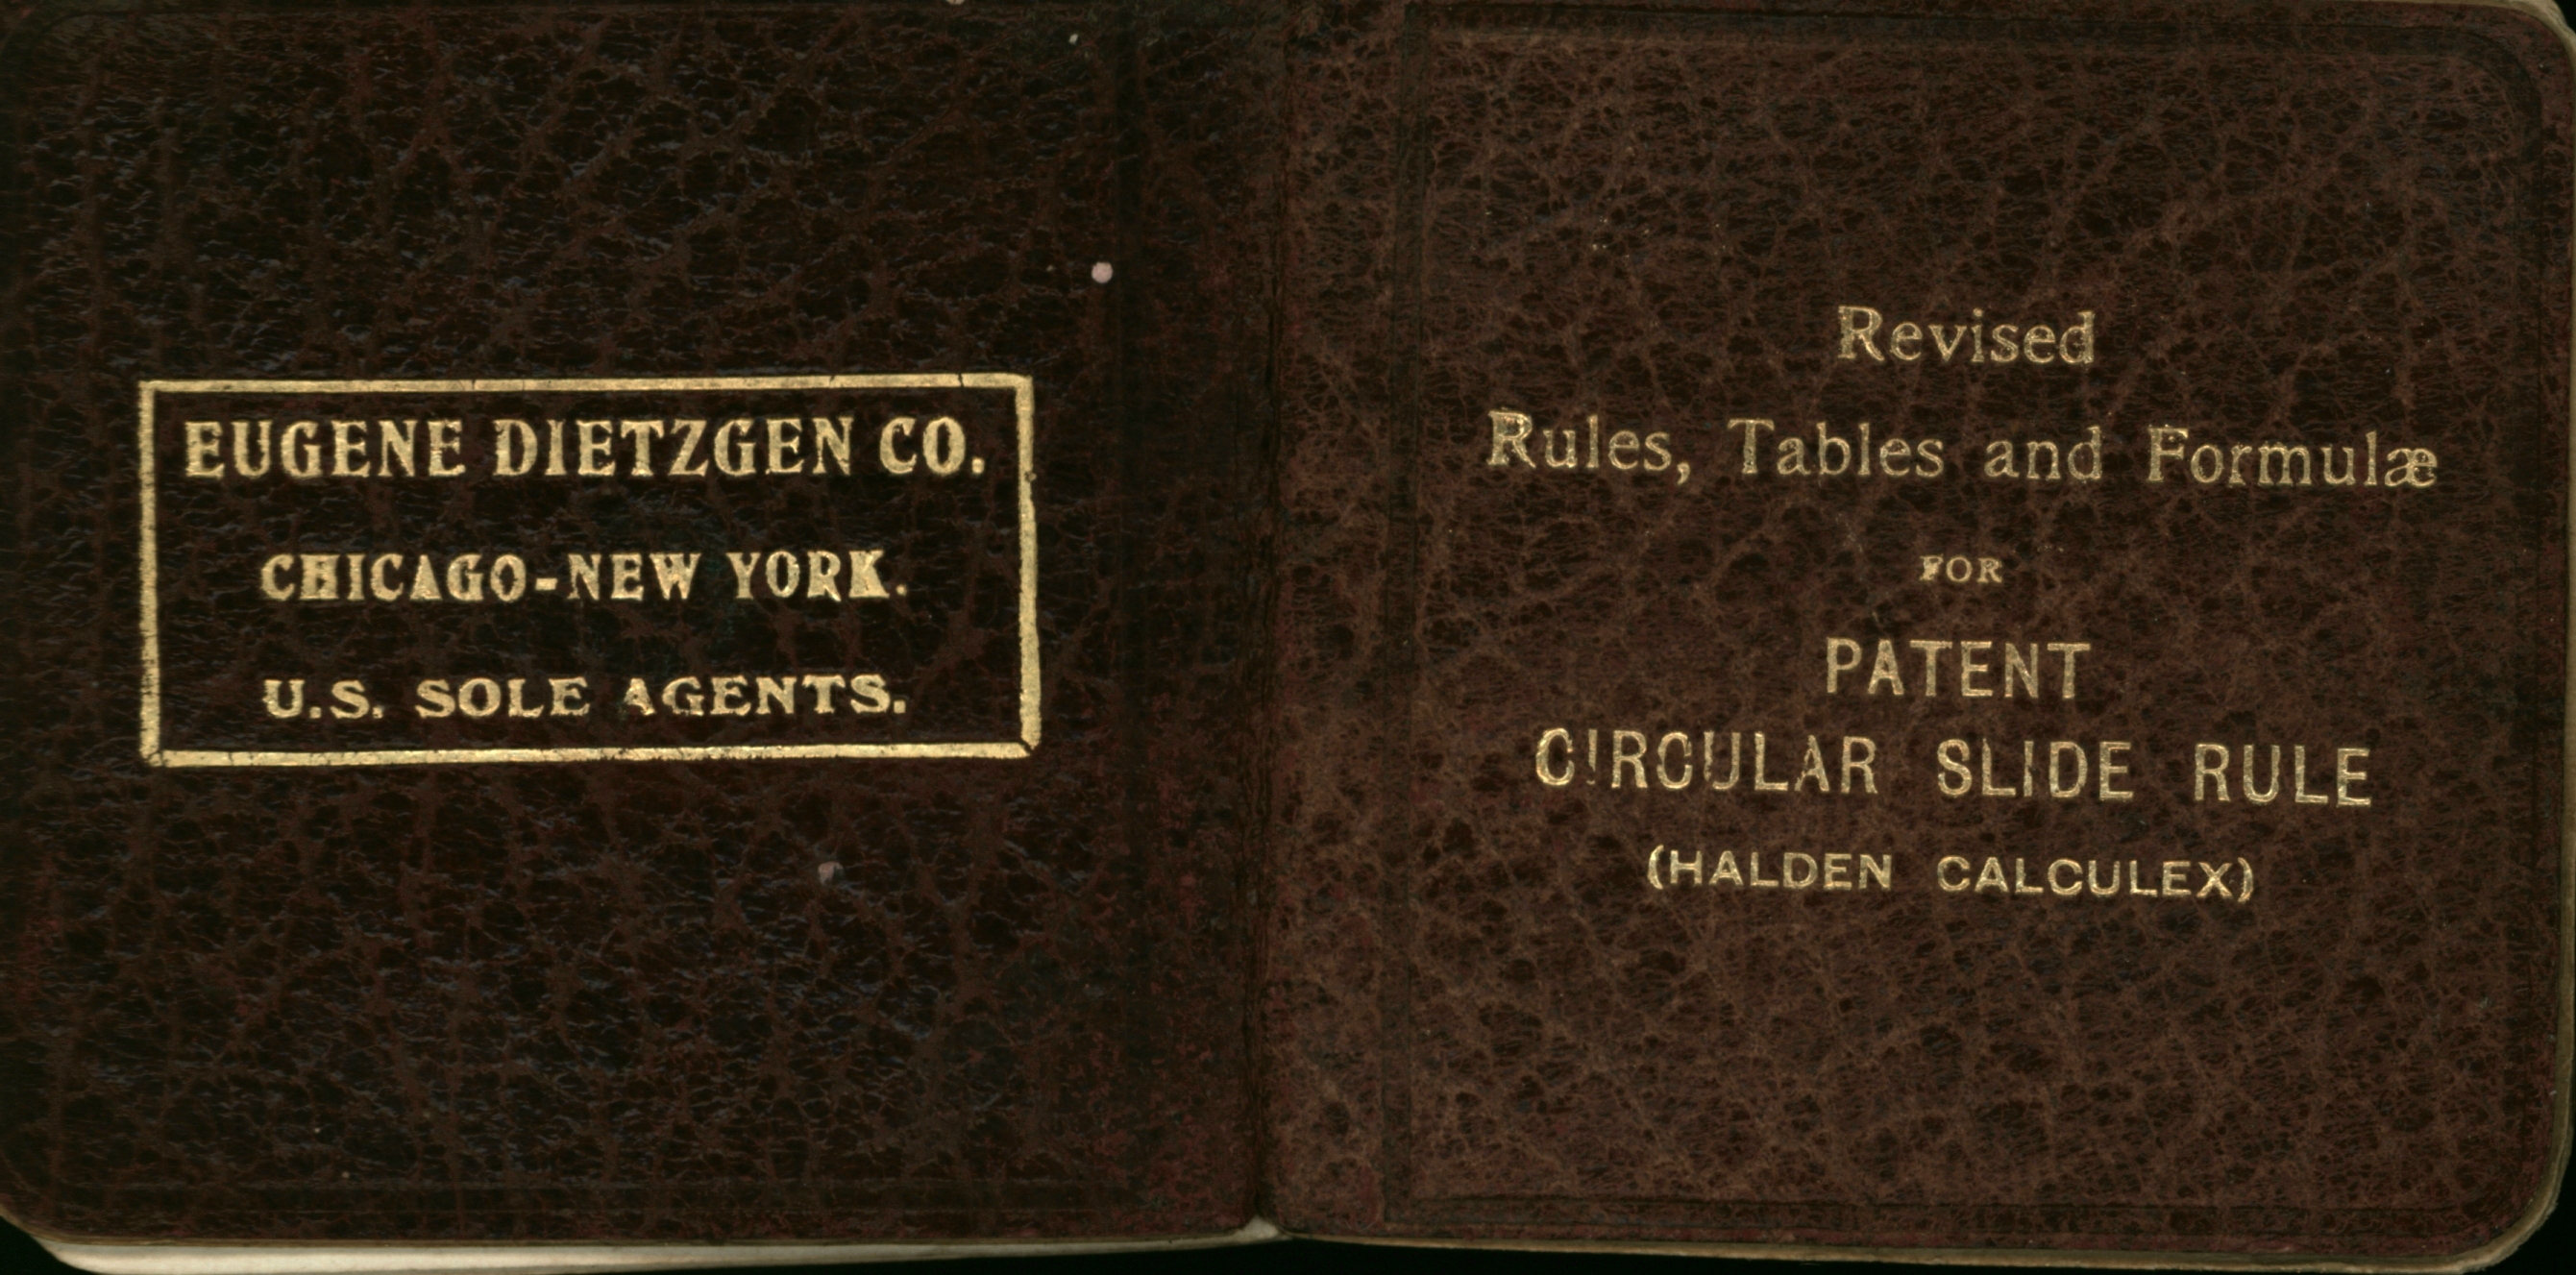 EUGENE DIETZGEN CO.
CHICAGO-NEW YORK.
U.S. SOLE AGENTS.
Revised
Rules, Tables and Formulæ
FOR
PATENT
CIRCULAR SLIDE RULE
(HALDEN CALCULEX)